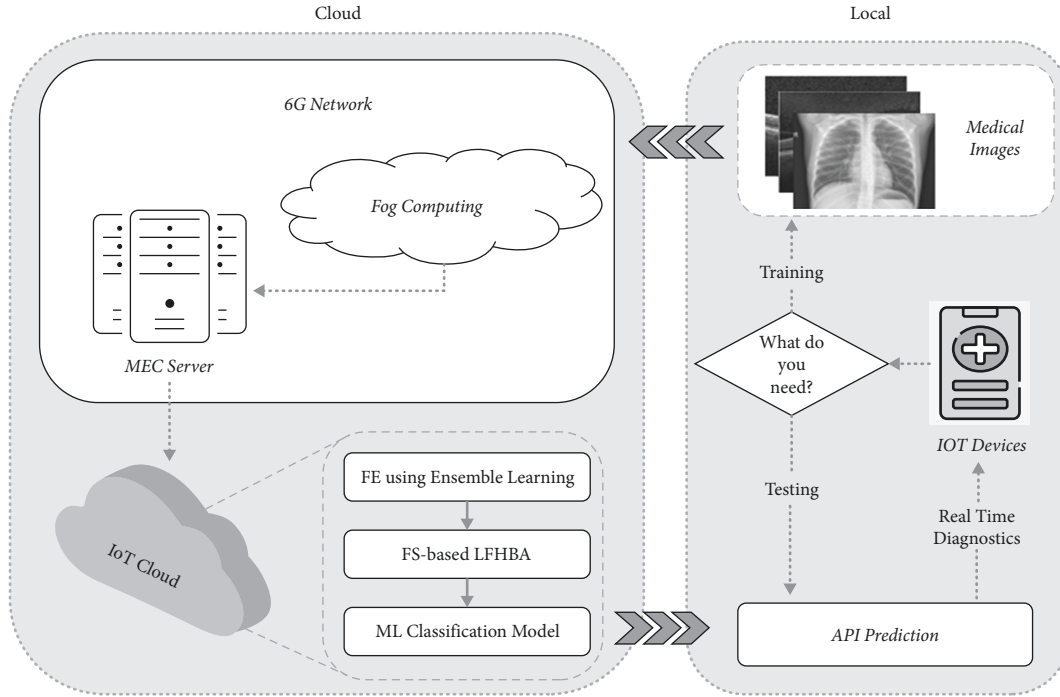 Cloud
Local
6G Network
Fog Computing
MEC Server
IoT Cloud
FE using Ensemble Learning
FS-based LFHBA
ML Classification Model
Medical
Images
Training
What do
you
need?
IOT Devices
Testing
Real Time
Diagnostics
API Prediction